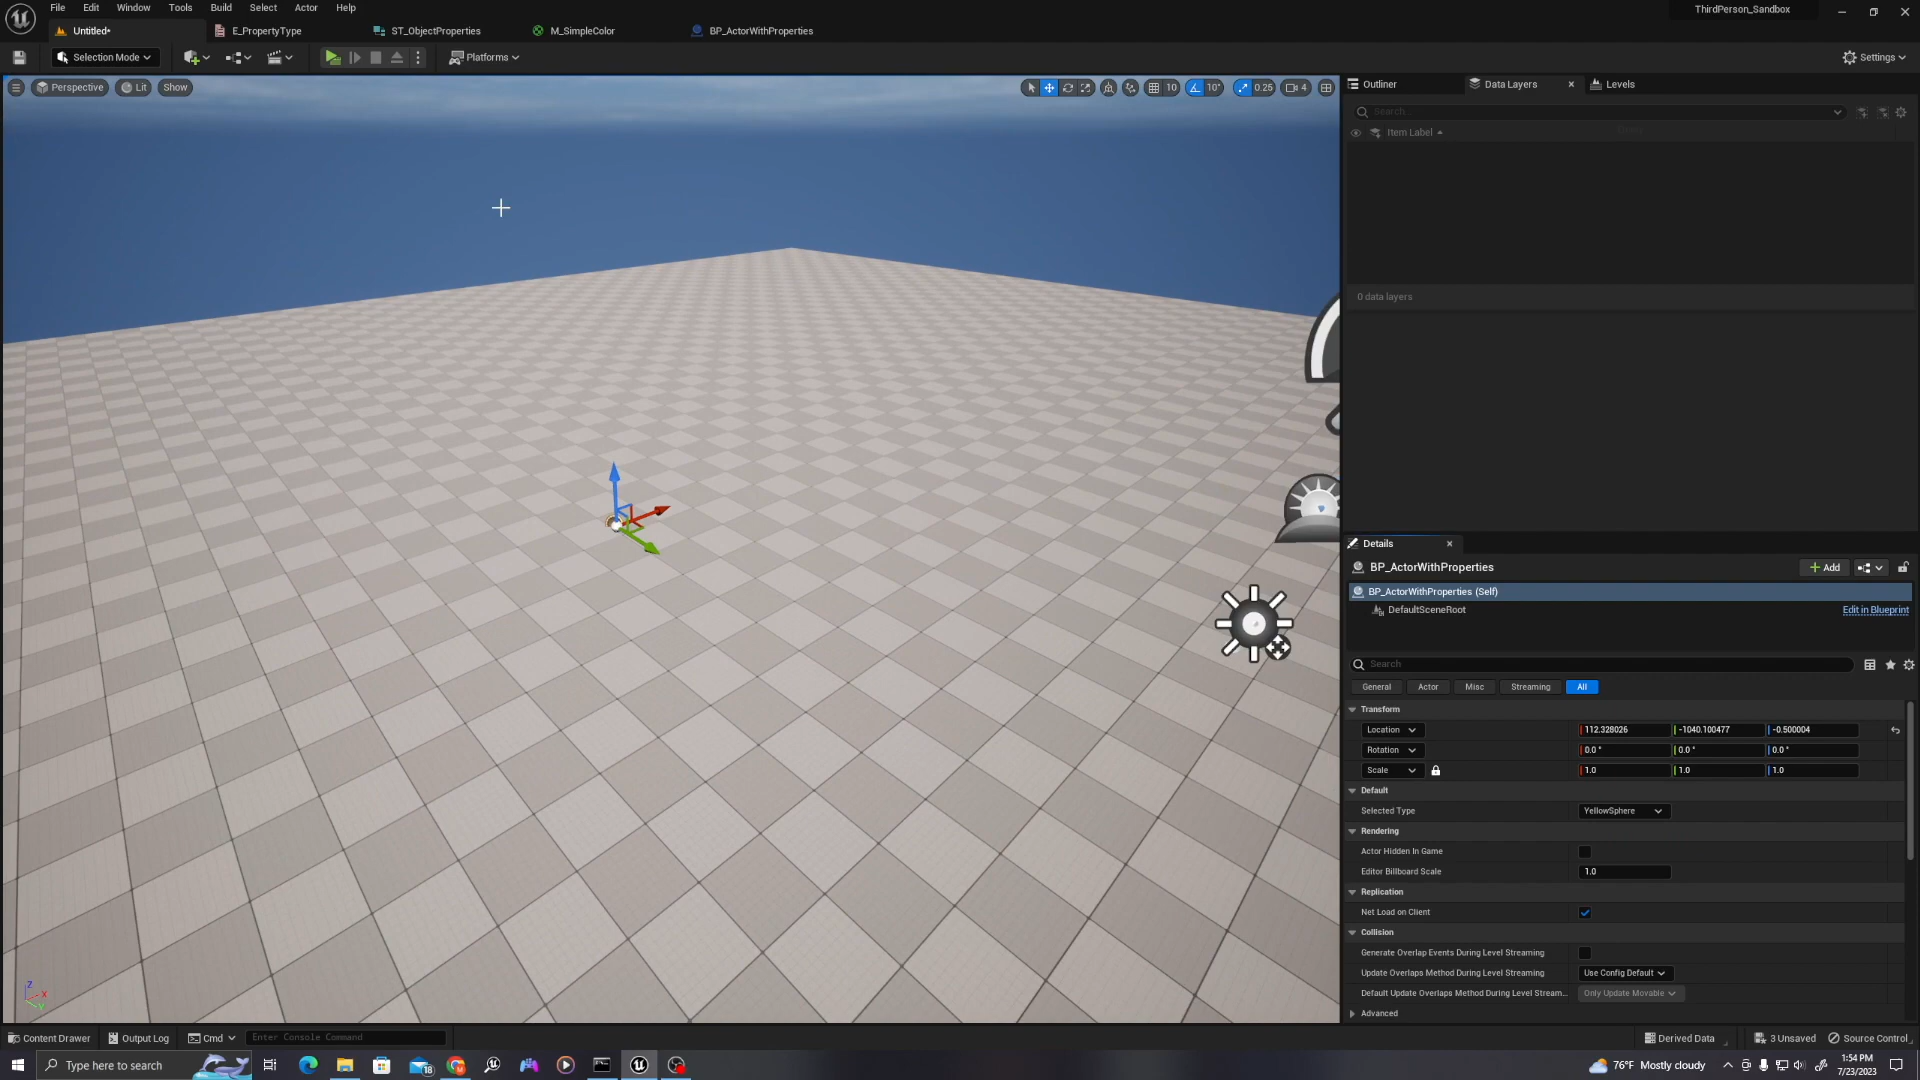 File Edit Window Tools Build Select Actor Help
ThirdPerson_Sandbox
Untitled*
E_PropertyType
ST_ObjectProperties
M_SimpleColor
BP_ActorWithProperties
Selection Mode
Platforms
Settings
Perspective
Lit
Show
10
10°
0.25
4
Outliner
Data Layers
Levels
Search...
Item Label
0 data layers
Details
BP_ActorWithProperties
Add
BP_ActorWithProperties (Self)
DefaultSceneRoot
Edit in Blueprint
Search
General
Actor
Misc
Streaming
All
Transform
Location 112.328026 -1040.100477 -0.500004
Rotation 0.0 ° 0.0 ° 0.0 °
Scale 1.0 1.0 1.0
Default
Selected Type YellowSphere
Rendering
Actor Hidden In Game
Editor Billboard Scale 1.0
Replication
Net Load on Client
Collision
Generate Overlap Events During Level Streaming
Update Overlaps Method During Level Streaming Use Config Default
Default Update Overlaps Method During Level Stream... Only Update Movable
Advanced
Z
X
Y
Content Drawer
Output Log
Cmd
Enter Console Command
Derived Data
3 Unsaved
Source Control
Type here to search
18
76°F Mostly cloudy
1:54 PM
7/23/2023